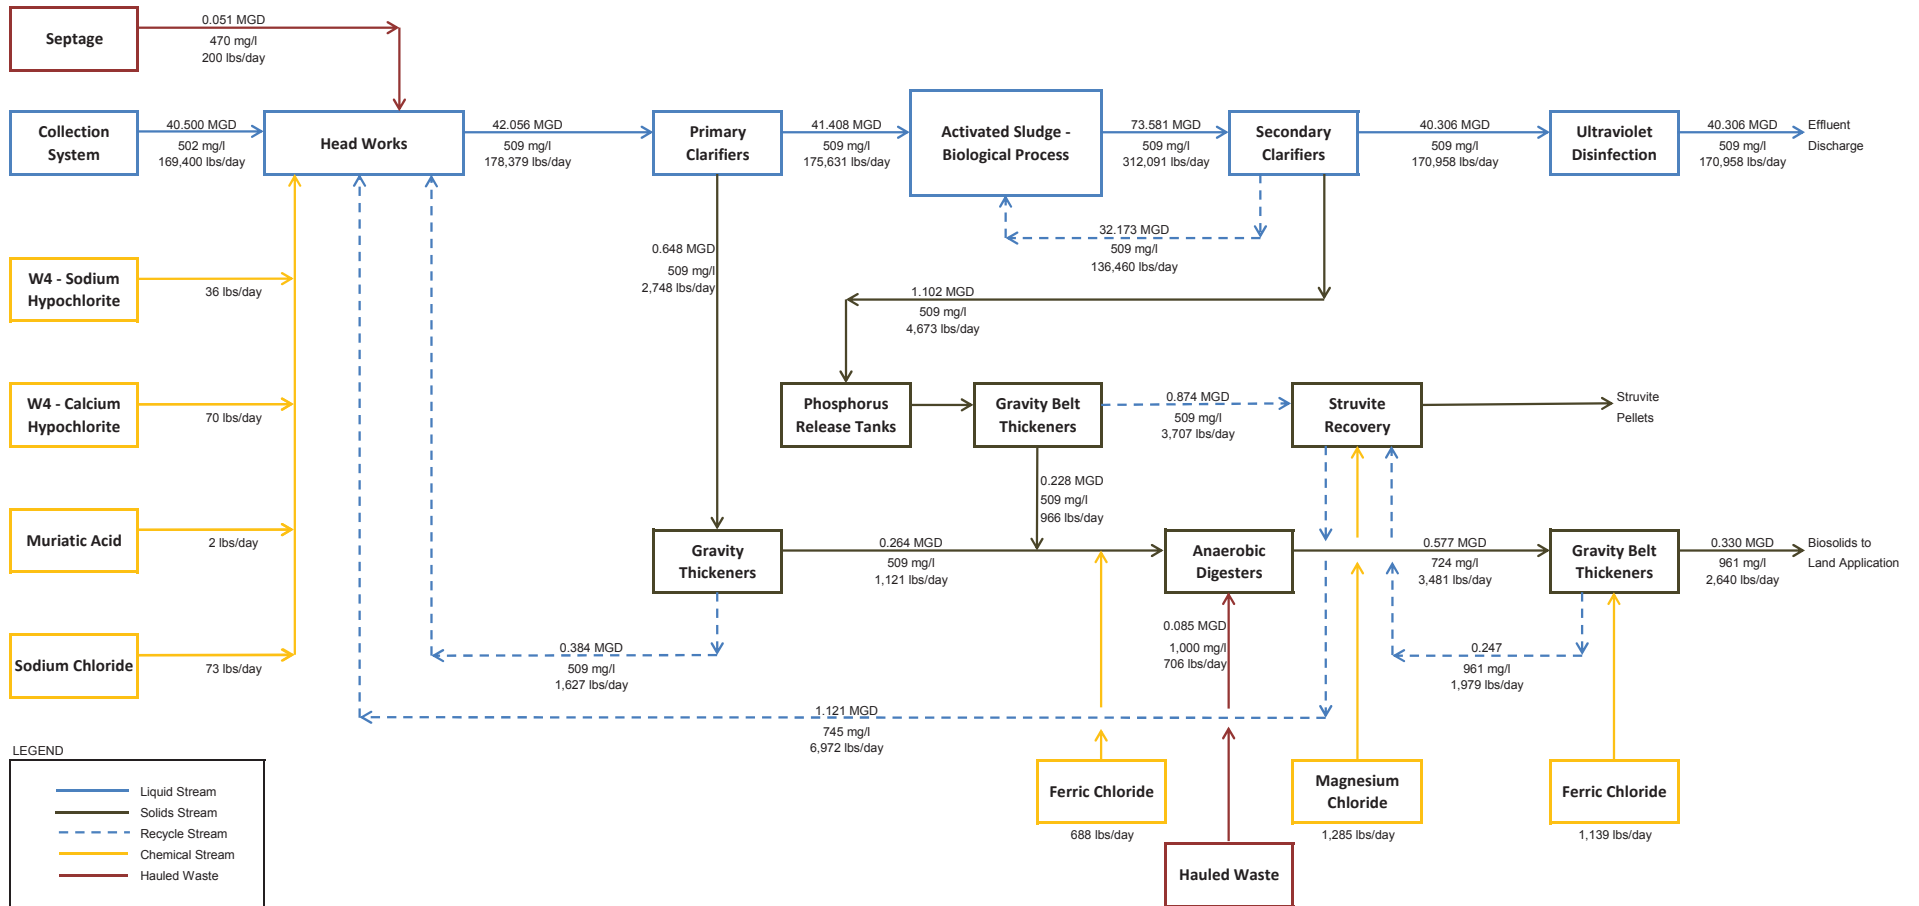 0.051 MGD
Septage
470 mg/l
200 lbs/day
Collection
System
40.500 MGD
502 mg/l
169,400 lbs/day
Head Works
42.056 MGD
509 mg/l
178,379 lbs/day
Primary
Clarifiers
41.408 MGD
509 mg/l
175,631 lbs/day
Activated Sludge -
Biological Process
73.581 MGD
509 mg/l
312,091 lbs/day
Secondary
Clarifiers
40.306 MGD
509 mg/l
170,958 lbs/day
Ultraviolet
Disinfection
40.306 MGD
509 mg/l
170,958 lbs/day
Effluent
Discharge
32.173 MGD
509 mg/l
136,460 lbs/day
0.648 MGD
509 mg/l
2,748 lbs/day
W4 - Sodium
Hypochlorite
36 lbs/day
1.102 MGD
509 mg/l
4,673 lbs/day
W4 - Calcium
Hypochlorite
70 lbs/day
Phosphorus
Release Tanks
Gravity Belt
Thickeners
0.874 MGD
509 mg/l
3,707 lbs/day
Struvite
Recovery
Struvite
Pellets
0.228 MGD
509 mg/l
966 lbs/day
Muriatic Acid
2 lbs/day
Gravity
Thickeners
0.264 MGD
509 mg/l
1,121 lbs/day
Anaerobic
Digesters
0.577 MGD
724 mg/l
3,481 lbs/day
Gravity Belt
Thickeners
0.330 MGD
961 mg/l
2,640 lbs/day
Biosolids to
Land Application
0.085 MGD
1,000 mg/l
706 lbs/day
Sodium Chloride
73 lbs/day
0.384 MGD
509 mg/l
1,627 lbs/day
0.247
961 mg/l
1,979 lbs/day
1.121 MGD
745 mg/l
6,972 lbs/day
Ferric Chloride
688 lbs/day
Magnesium
Chloride
1,285 lbs/day
Ferric Chloride
1,139 lbs/day
Hauled Waste
LEGEND
Liquid Stream
Solids Stream
Recycle Stream
Chemical Stream
Hauled Waste